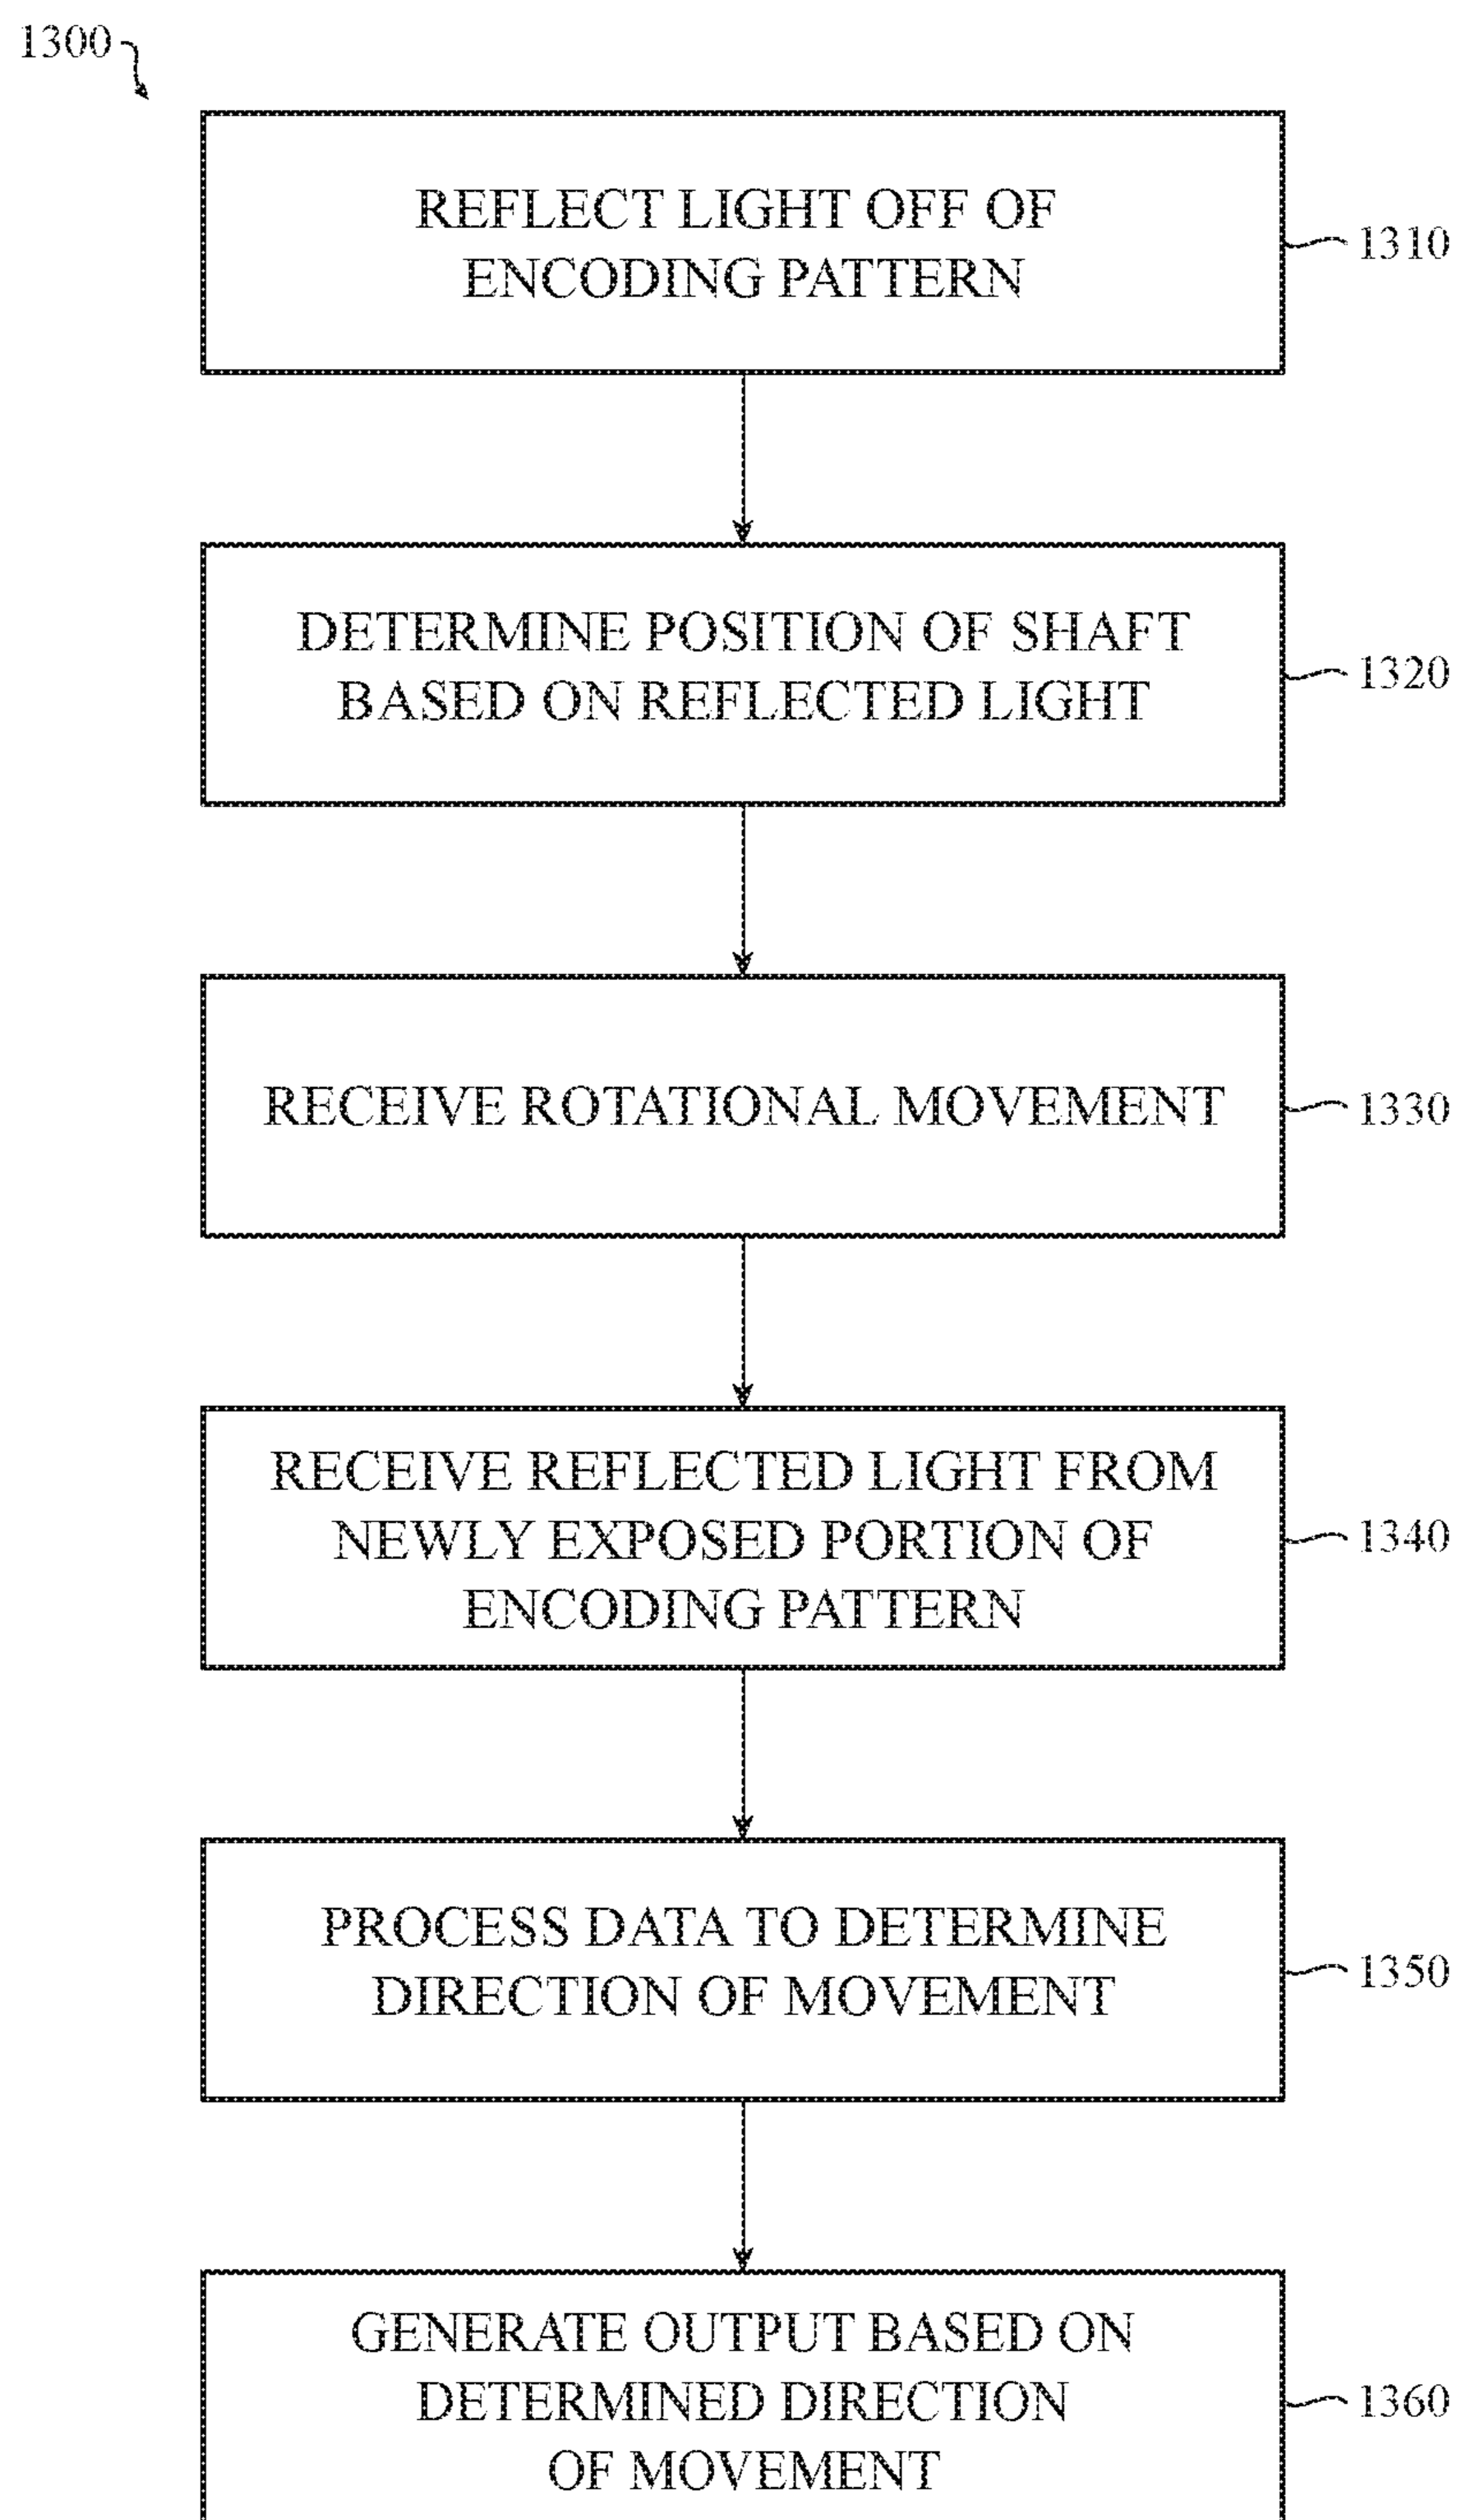 1300
REFLECT LIGHT OFF OF
ENCODING PATTERN
1310
DETERMINE POSITION OF SHAFT
BASED ON REFLECTED LIGHT
1320
RECEIVE ROTATIONAL MOVEMENT
1330
RECEIVE REFLECTED LIGHT FROM
NEWLY EXPOSED PORTION OF
ENCODING PATTERN
1340
PROCESS DATA TO DETERMINE
DIRECTION OF MOVEMENT
1350
GENERATE OUTPUT BASED ON
DETERMINED DIRECTION
OF MOVEMENT
1360